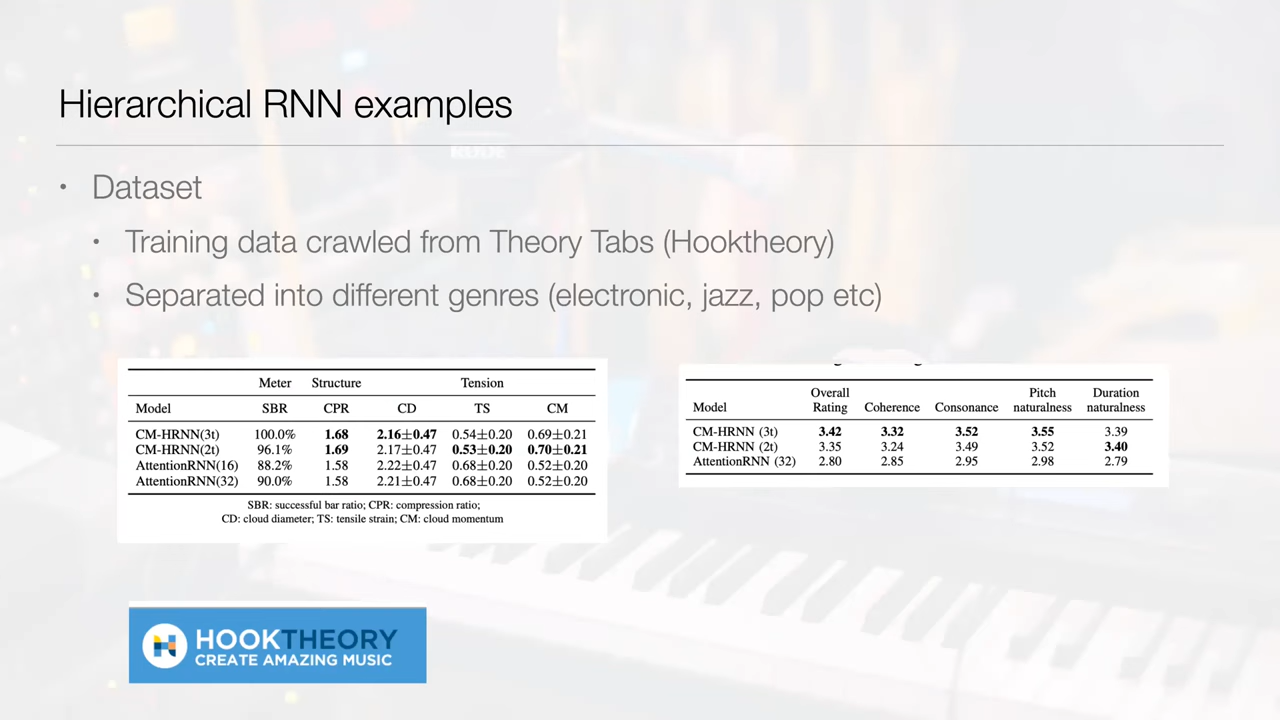 Hierarchical RNN examples
• Dataset
• Training data crawled from Theory Tabs (Hooktheory)
• Separated into different genres (electronic, jazz, pop etc)
Meter Structure Tension
Model SBR CPR CD TS CM
CM-HRNN(3t) 100.0% 1.68 2.16±0.47 0.54±0.20 0.69±0.21
CM-HRNN(2t) 96.1% 1.69 2.17±0.47 0.53±0.20 0.70±0.21
AttentionRNN(16) 88.2% 1.58 2.22±0.47 0.68±0.20 0.52±0.20
AttentionRNN(32) 90.0% 1.58 2.21±0.47 0.68±0.20 0.52±0.20
SBR: successful bar ratio; CPR: compression ratio;
CD: cloud diameter; TS: tensile strain; CM: cloud momentum
Overall Pitch Duration
Model Rating Coherence Consonance naturalness naturalness
CM-HRNN (3t) 3.42 3.32 3.52 3.55 3.39
CM-HRNN (2t) 3.35 3.24 3.49 3.52 3.40
AttentionRNN (32) 2.80 2.85 2.95 2.98 2.79
HOOKTHEORY
CREATE AMAZING MUSIC